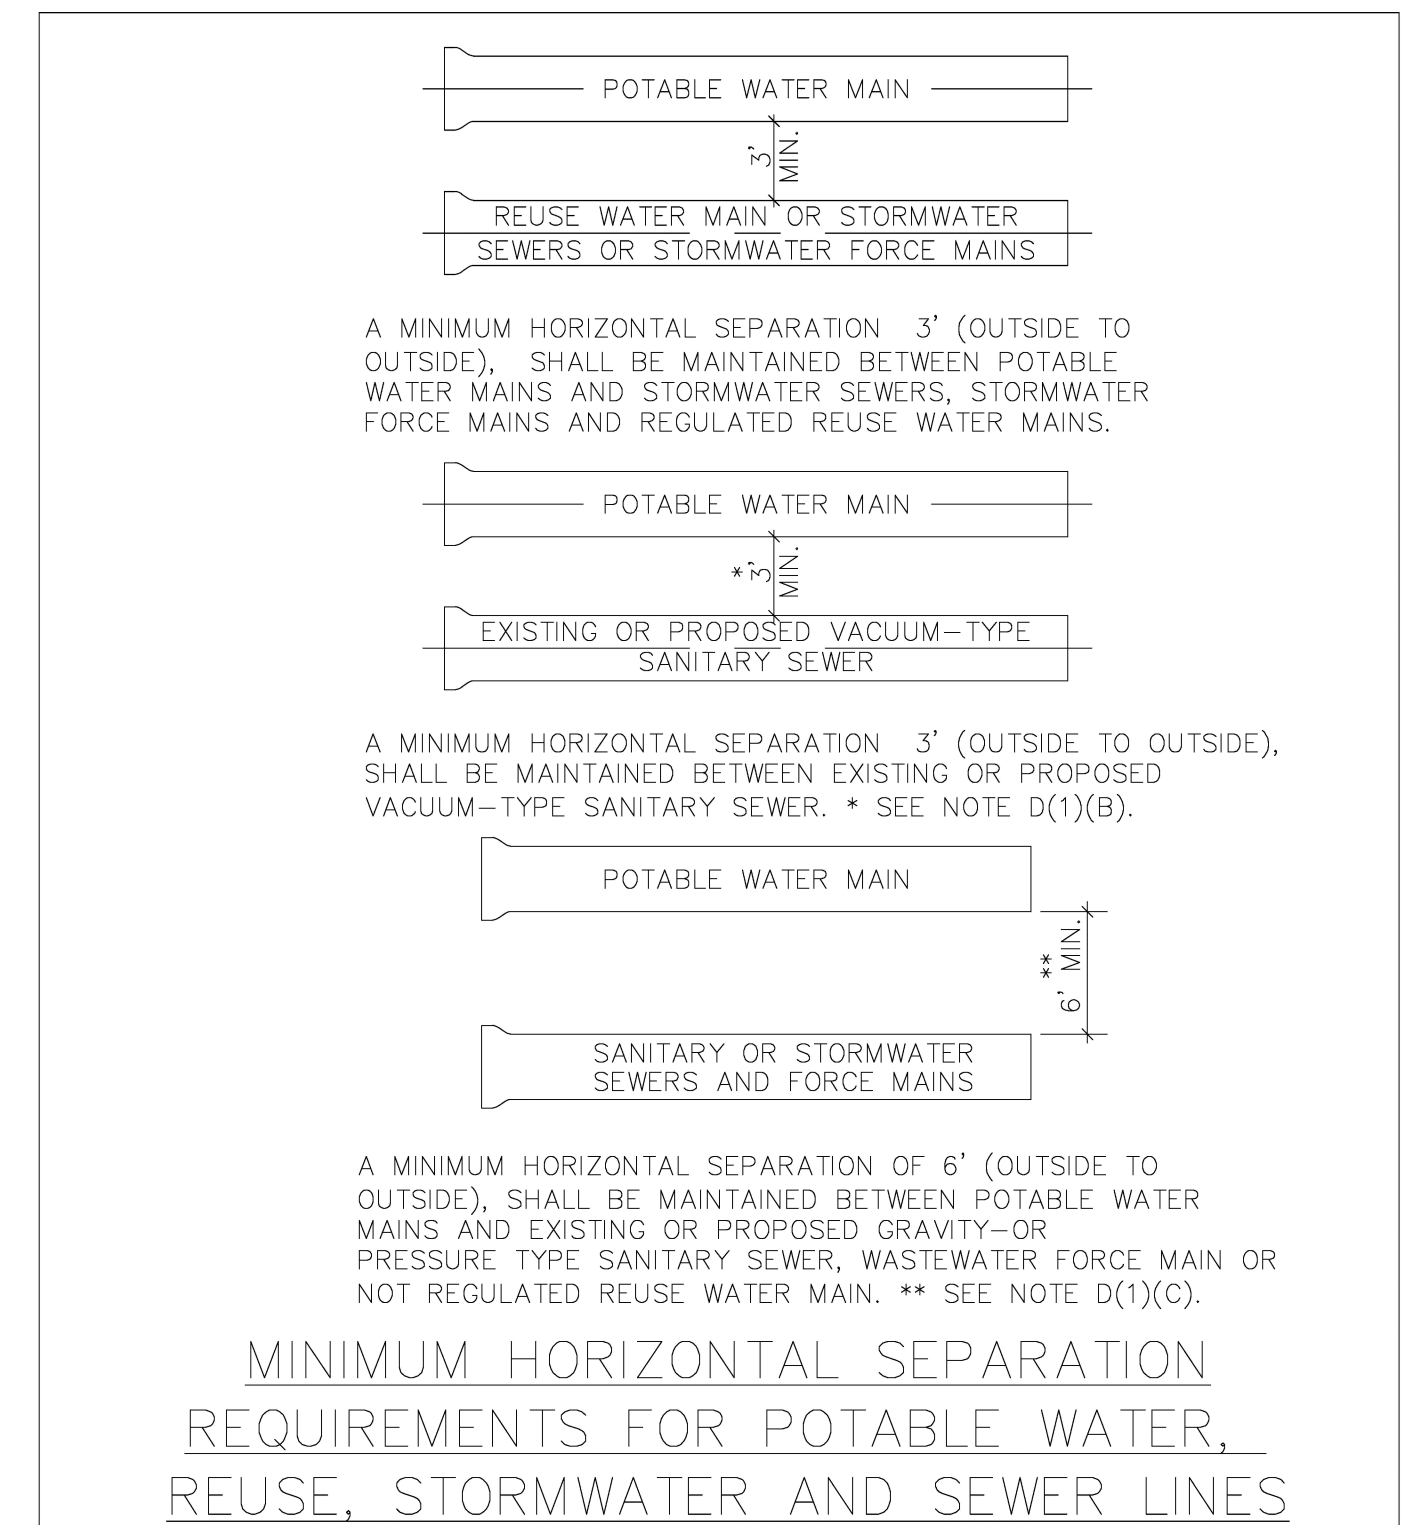 POTABLE WATER MAIN
3'
MIN.
REUSE WATER MAIN OR STORMWATER
SEWERS OR STORMWATER FORCE MAINS
A MINIMUM HORIZONTAL SEPARATION 3' (OUTSIDE TO
OUTSIDE), SHALL BE MAINTAINED BETWEEN POTABLE
WATER MAINS AND STORMWATER SEWERS, STORMWATER
FORCE MAINS AND REGULATED REUSE WATER MAINS.
POTABLE WATER MAIN
* 3'
MIN.
EXISTING OR PROPOSED VACUUM-TYPE
SANITARY SEWER
A MINIMUM HORIZONTAL SEPARATION 3' (OUTSIDE TO OUTSIDE),
SHALL BE MAINTAINED BETWEEN EXISTING OR PROPOSED
VACUUM-TYPE SANITARY SEWER. * SEE NOTE D(1)(B).
POTABLE WATER MAIN
**
6' MIN.
SANITARY OR STORMWATER
SEWERS AND FORCE MAINS
A MINIMUM HORIZONTAL SEPARATION OF 6' (OUTSIDE TO
OUTSIDE), SHALL BE MAINTAINED BETWEEN POTABLE WATER
MAINS AND EXISTING OR PROPOSED GRAVITY-OR
PRESSURE TYPE SANITARY SEWER, WASTEWATER FORCE MAIN OR
NOT REGULATED REUSE WATER MAIN. ** SEE NOTE D(1)(C).
MINIMUM HORIZONTAL SEPARATION
REQUIREMENTS FOR POTABLE WATER,
REUSE, STORMWATER AND SEWER LINES